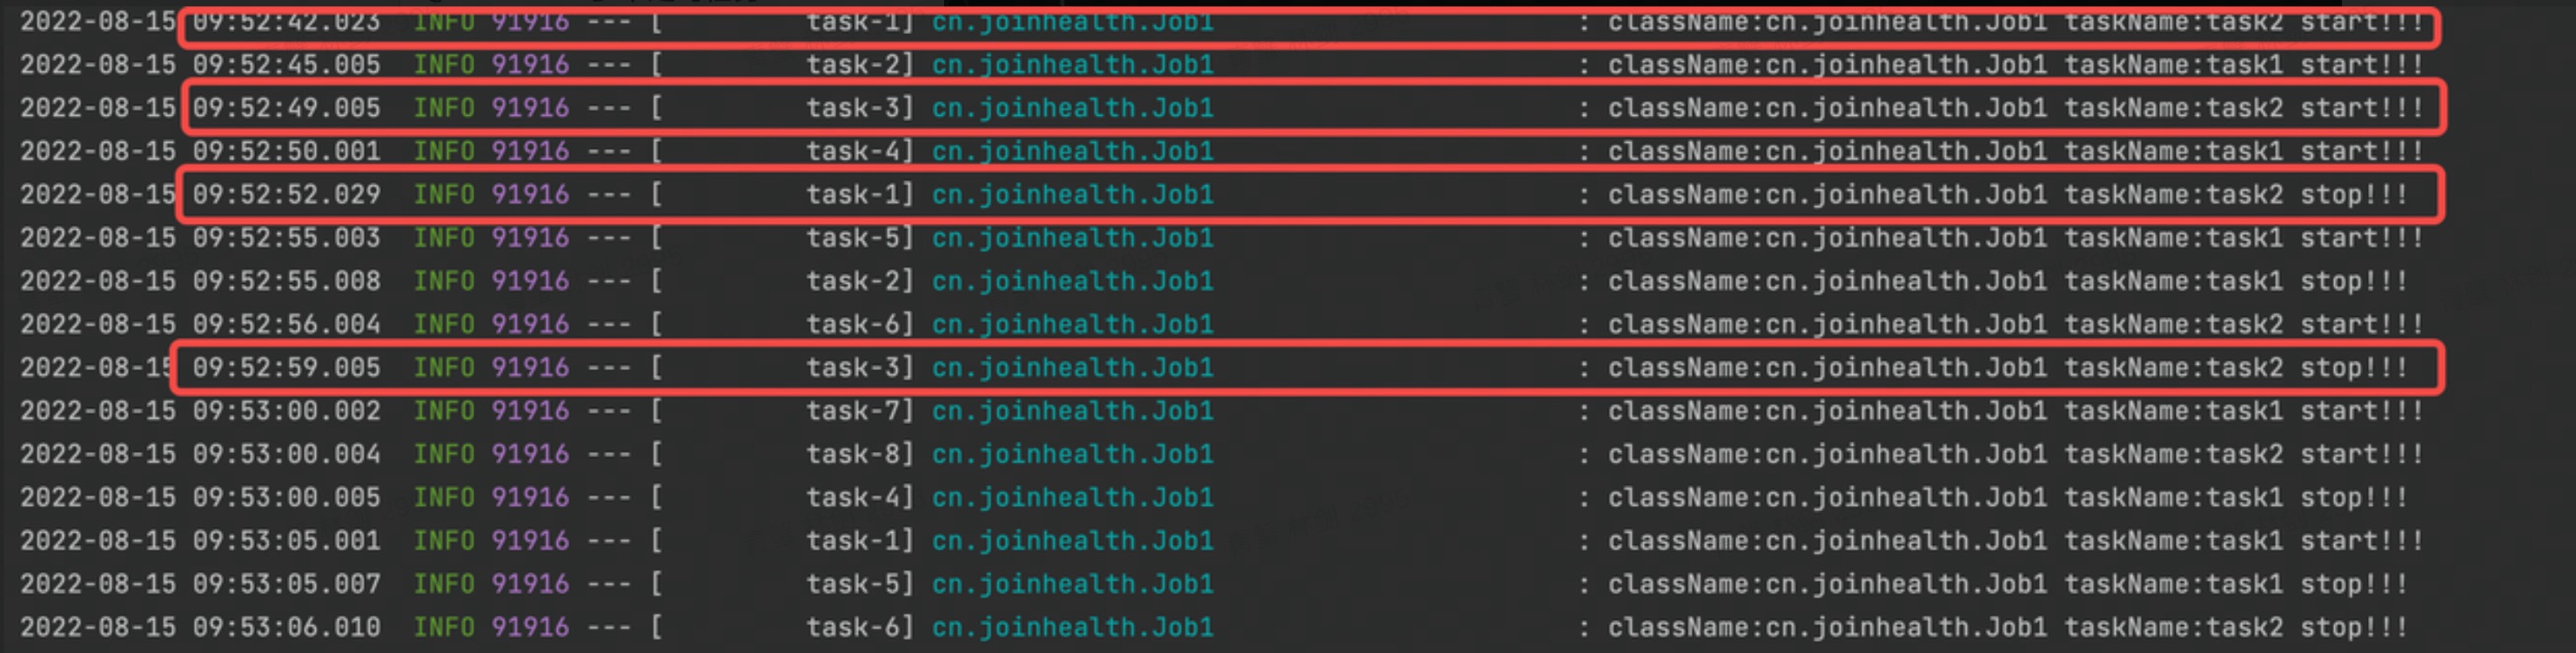 2022-08-15 09:52:42.023  INFO 91916 --- [         task-1] cn.joinhealth.Job1                       : className:cn.joinhealth.Job1 taskName:task2 start!!!
2022-08-15 09:52:45.005  INFO 91916 --- [         task-2] cn.joinhealth.Job1                       : className:cn.joinhealth.Job1 taskName:task1 start!!!
2022-08-15 09:52:49.005  INFO 91916 --- [         task-3] cn.joinhealth.Job1                       : className:cn.joinhealth.Job1 taskName:task2 start!!!
2022-08-15 09:52:50.001  INFO 91916 --- [         task-4] cn.joinhealth.Job1                       : className:cn.joinhealth.Job1 taskName:task1 start!!!
2022-08-15 09:52:52.029  INFO 91916 --- [         task-1] cn.joinhealth.Job1                       : className:cn.joinhealth.Job1 taskName:task2 stop!!!
2022-08-15 09:52:55.003  INFO 91916 --- [         task-5] cn.joinhealth.Job1                       : className:cn.joinhealth.Job1 taskName:task1 start!!!
2022-08-15 09:52:55.008  INFO 91916 --- [         task-2] cn.joinhealth.Job1                       : className:cn.joinhealth.Job1 taskName:task1 stop!!!
2022-08-15 09:52:56.004  INFO 91916 --- [         task-6] cn.joinhealth.Job1                       : className:cn.joinhealth.Job1 taskName:task2 start!!!
2022-08-15 09:52:59.005  INFO 91916 --- [         task-3] cn.joinhealth.Job1                       : className:cn.joinhealth.Job1 taskName:task2 stop!!!
2022-08-15 09:53:00.002  INFO 91916 --- [         task-7] cn.joinhealth.Job1                       : className:cn.joinhealth.Job1 taskName:task1 start!!!
2022-08-15 09:53:00.004  INFO 91916 --- [         task-8] cn.joinhealth.Job1                       : className:cn.joinhealth.Job1 taskName:task2 start!!!
2022-08-15 09:53:00.005  INFO 91916 --- [         task-4] cn.joinhealth.Job1                       : className:cn.joinhealth.Job1 taskName:task1 stop!!!
2022-08-15 09:53:05.001  INFO 91916 --- [         task-1] cn.joinhealth.Job1                       : className:cn.joinhealth.Job1 taskName:task1 start!!!
2022-08-15 09:53:05.007  INFO 91916 --- [         task-5] cn.joinhealth.Job1                       : className:cn.joinhealth.Job1 taskName:task1 stop!!!
2022-08-15 09:53:06.010  INFO 91916 --- [         task-6] cn.joinhealth.Job1                       : className:cn.joinhealth.Job1 taskName:task2 stop!!!